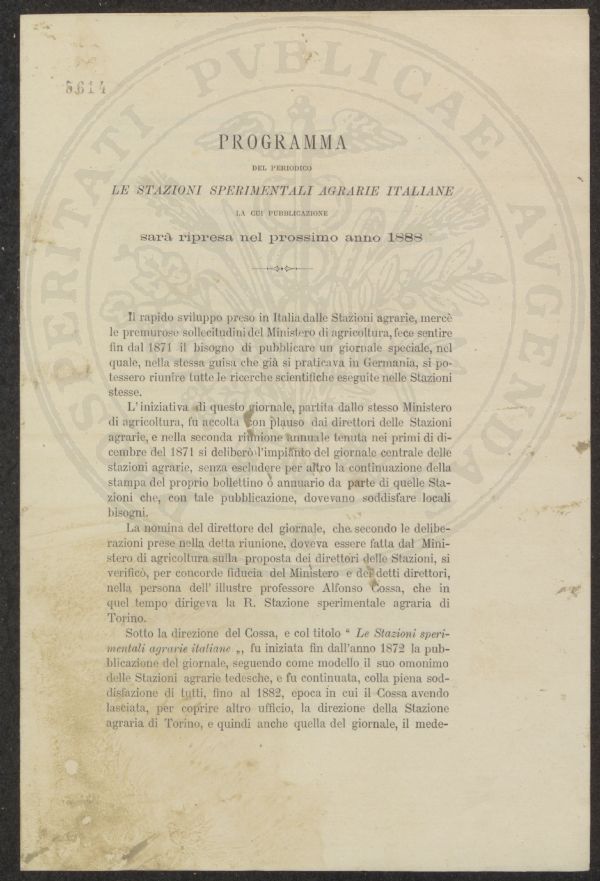 5614
PROGRAMMA
DEL PERIODICO
LE STAZIONI SPERIMENTALI AGRARIE ITALIANE
LA CUI PUBBLICAZIONE
sarà ripresa nel prossimo anno 1888
Il rapido sviluppo preso in Italia dalle Stazioni agrarie, mercè
le premurose sollecitudini del Ministero di agricoltura, fece sentire
fin dal 1871 il bisogno di pubblicare un giornale speciale, nel
quale, nella stessa guisa che già si praticava in Germania, si po-
tessero riunire tutte le ricerche scientifiche eseguite nelle Stazioni
stesse.
L'iniziativa di questo giornale, partita dallo stesso Ministero
di agricoltura, fu accolta con plauso dai direttori delle Stazioni
agrarie, e nella seconda riunione annuale tenuta nei primi di di-
cembre del 1871 si deliberò l'impianto del giornale centrale delle
stazioni agrarie, senza escludere per altro la continuazione della
stampa del proprio bollettino o annuario da parte di quelle Sta-
zioni che, con tale pubblicazione, dovevano soddisfare locali
bisogni.
La nomina del direttore del giornale, che secondo le delibe-
razioni prese nella detta riunione, doveva essere fatta dal Mini-
stero di agricoltura sulla proposta dei direttori delle Stazioni, si
verificò, per concorde fiducia del Ministero e dei detti direttori,
nella persona dell' illustre professore Alfonso Cossa, che in
quel tempo dirigeva la R. Stazione sperimentale agraria di
Torino.
Sotto la direzione del Cossa, e col titolo “ Le Stazioni speri-
mentali agrarie italiane „, fu iniziata fin dall'anno 1872 la pub-
blicazione del giornale, seguendo come modello il suo omonimo
delle Stazioni agrarie tedesche, e fu continuata, colla piena sod-
disfazione di tutti, fino al 1882, epoca in cui il Cossa avendo
lasciata, per coprire altro ufficio, la direzione della Stazione
agraria di Torino, e quindi anche quella del giornale, il mede-